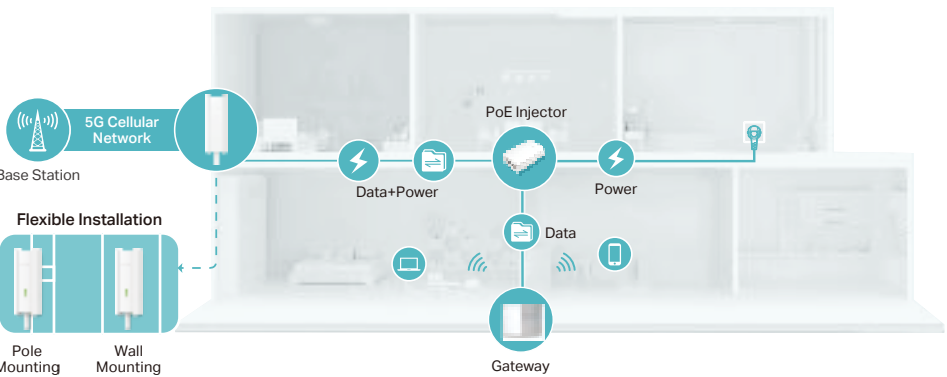 PoE Injector
5G Cellular
Network
Base Station
Data+Power
Power
Flexible Installation
Data
Pole
Mounting
Wall
Mounting
Gateway